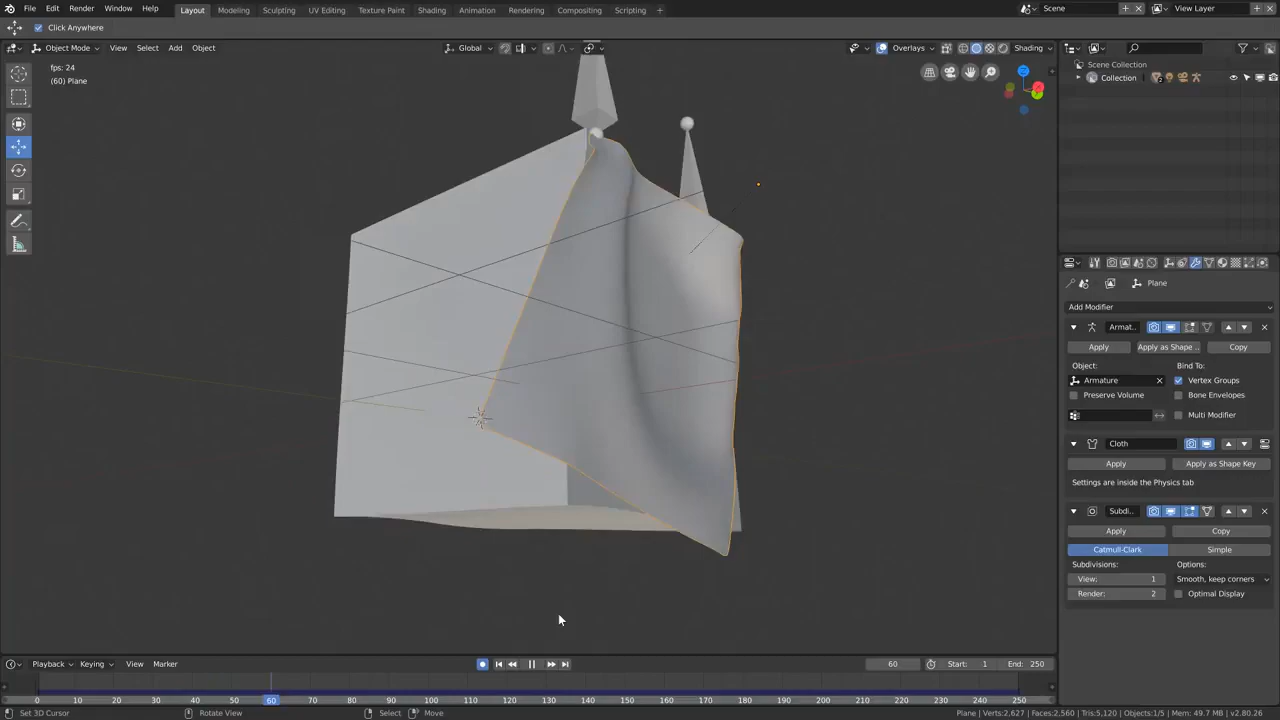 File Edit Render Window Help Layout Modeling Sculpting UV Editing Texture Paint Shading Animation Rendering Compositing Scripting + Scene View Layer
Click Anywhere
Object Mode View Select Add Object Global Overlays Shading
fps: 24
(60) Plane
Scene Collection
Collection
Plane
Add Modifier
Armat..
Apply Apply as Shape .. Copy
Object: Bind To:
Armature Vertex Groups
Preserve Volume Bone Envelopes
Multi Modifier
Cloth
Apply Apply as Shape Key
Settings are inside the Physics tab
Subdi..
Apply Copy
Catmull-Clark Simple
Subdivisions: Options:
View: 1 Smooth, keep corners
Render: 2 Optimal Display
Playback Keying View Marker 60 Start: 1 End: 250
0 10 20 30 40 50 60 70 80 90 100 110 120 130 140 150 160 170 180 190 200 210 220 230 240 250
Set 3D Cursor Rotate View Select Move Plane | Verts:2,627 | Faces:2,560 | Tris:5,120 | Objects:1/5 | Mem: 49.7 MB | v2.80.26